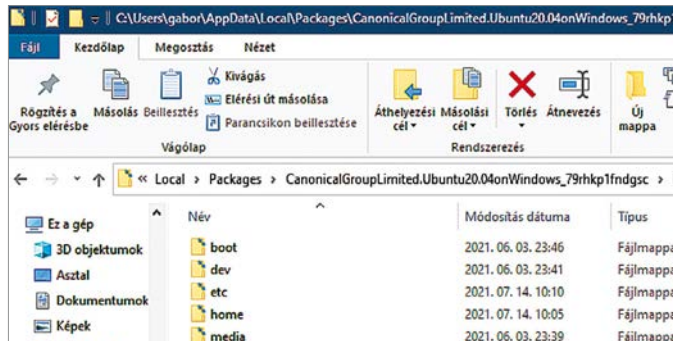 C:\Users\gabor\AppData\Local\Packages\CanonicalGroupLimited.Ubuntu20.04onWindows_79rhkp1
Fájl Kezdőlap Megosztás Nézet
Rögzítés a Gyors elérésbe
Másolás
Beillesztés
Kivágás
Elérési út másolása
Parancsikon beillesztése
Áthelyezési cél
Másolási cél
Törlés
Átnevezés
Új mappa
Vágólap
Rendszerezés
« Local > Packages > CanonicalGroupLimited.Ubuntu20.04onWindows_79rhkp1fndgsc >
Ez a gép
3D objektumok
Asztal
Dokumentumok
Képek
Név Módosítás dátuma Típus
boot 2021. 06. 03. 23:46 Fájlmappa
dev 2021. 06. 03. 23:41 Fájlmappa
etc 2021. 07. 14. 10:10 Fájlmappa
home 2021. 07. 14. 10:05 Fájlmappa
media 2021. 06. 03. 23:39 Fájlmappa